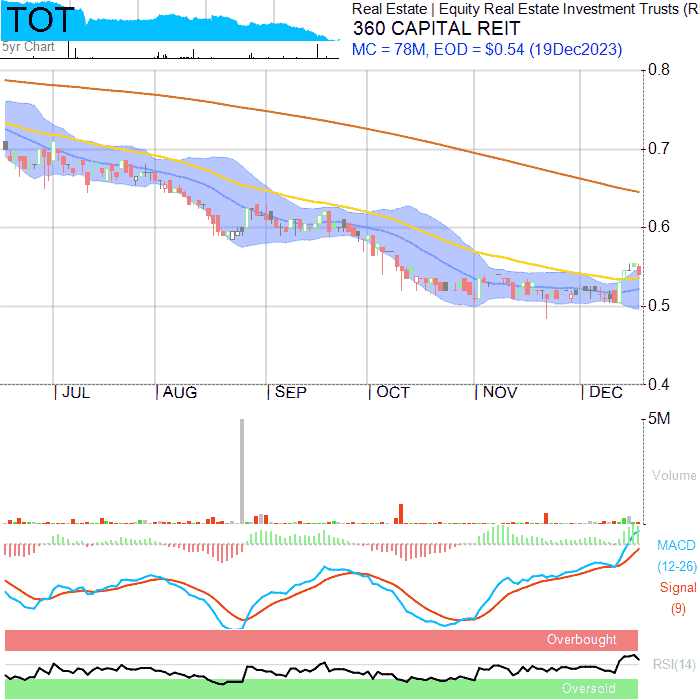 TOT
5yr Chart
Real Estate | Equity Real Estate Investment Trusts (R
360 CAPITAL REIT
MC = 78M, EOD = $0.54 (19Dec2023)
0.8
0.7
0.6
0.5
0.4
JUL AUG SEP OCT NOV DEC
5M
Volume
MACD
(12-26)
Signal
(9)
Overbought
RSI(14)
Oversold